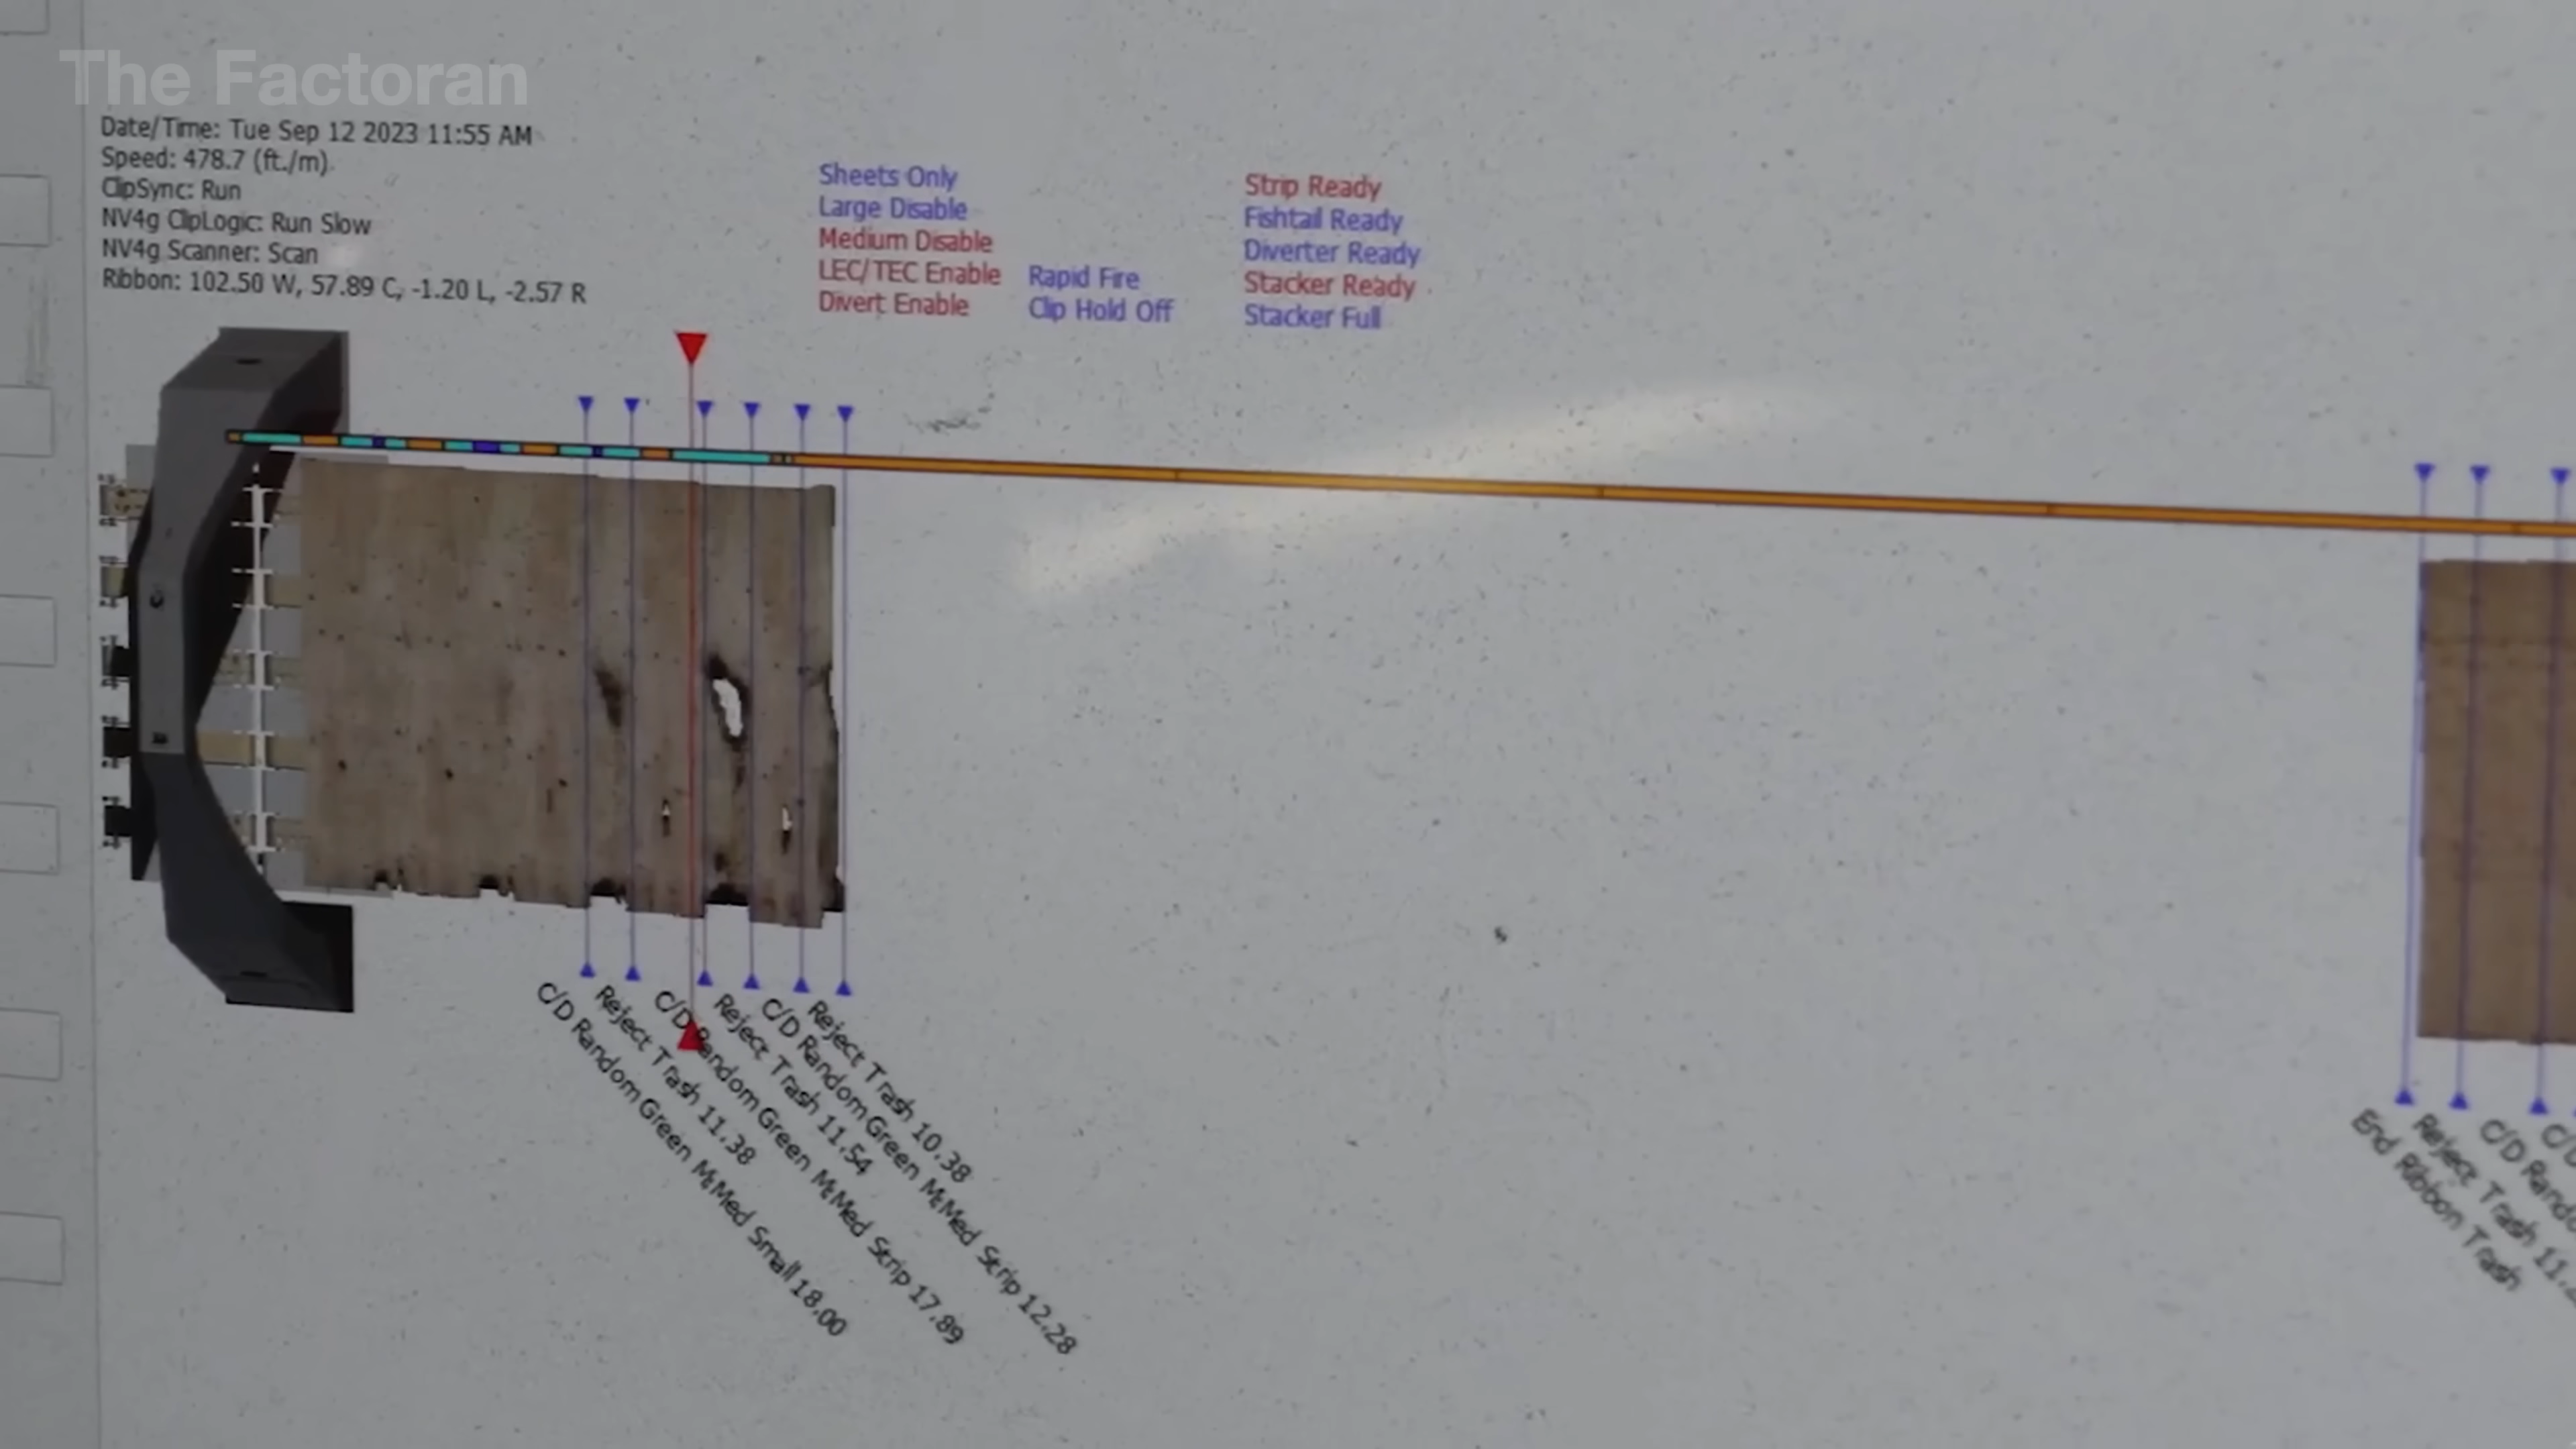 The Factoran
Date/Time: Tue Sep 12 2023 11:55 AM
Speed: 478.7 (ft./m)
ClipSync: Run
NV4g ClipLogic: Run Slow
NV4g Scanner: Scan
Ribbon: 102.50 W, 57.89 C, -1.20 L, -2.57 R
Sheets Only
Large Disable
Medium Disable
LEC/TEC Enable
Divert Enable
Rapid Fire
Clip Hold Off
Strip Ready
Fishtail Ready
Diverter Ready
Stacker Ready
Stacker Full
C/D Random Green Med Small 18.00
Reject Trash 11.38
C/D Random Green Med Strip 17.89
Reject Trash 11.54
C/D Random Green Med Strip 12.28
Reject Trash 10.38
End Ribbon Trash
Reject Trash 11.
C/D